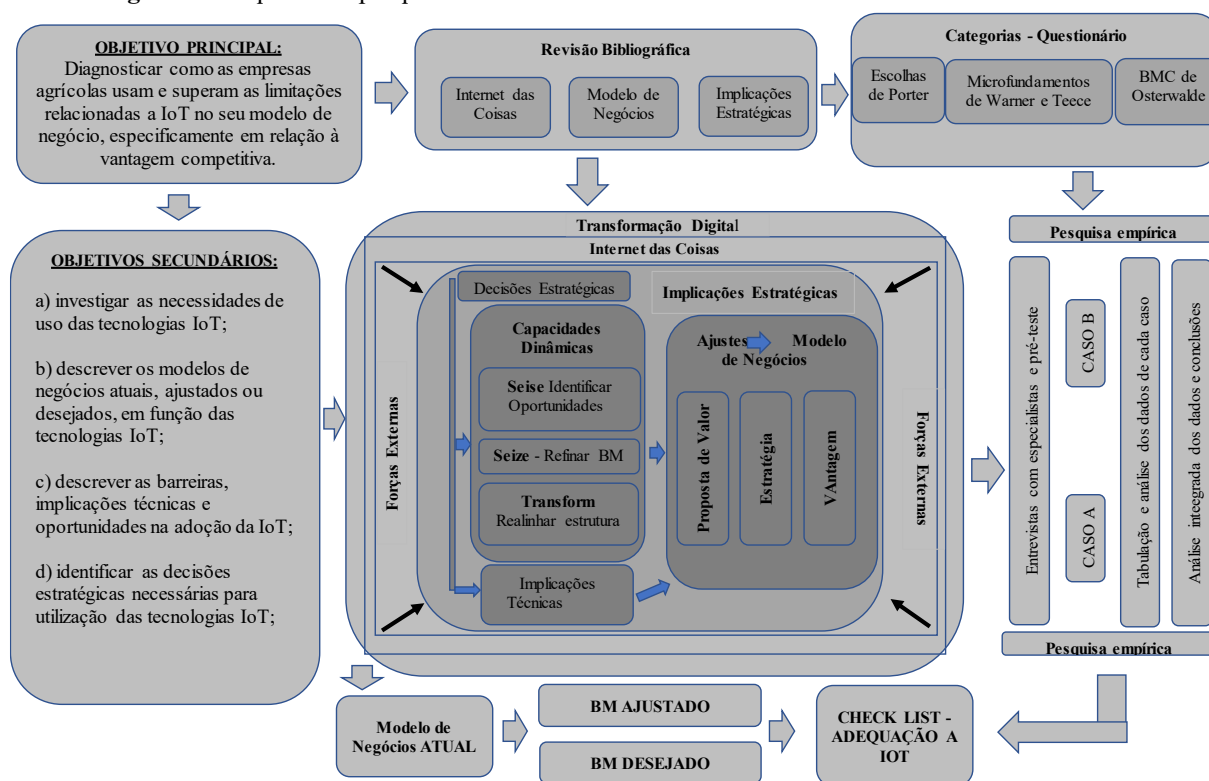 OBJETIVO PRINCIPAL:
Diagnosticar como as empresas
agrícolas usam e superam as limitações
relacionadas a IoT no seu modelo de
negócio, especificamente em relação à
vantagem competitiva.
Revisão Bibliográfica
Internet das
Coisas
Modelo de
Negócios
Implicações
Estratégicas
Categorias - Questionário
Escolhas
de Porter
Microfundamentos
de Warner e Teece
BMC de
Osterwalde
OBJETIVOS SECUNDÁRIOS:
a) investigar as necessidades de
uso das tecnologias IoT;
b) descrever os modelos de
negócios atuais, ajustados ou
desejados, em função das
tecnologias IoT;
c) descrever as barreiras,
implicações técnicas e
oportunidades na adoção da IoT;
d) identificar as decisões
estratégicas necessárias para
utilização das tecnologias IoT;
Transformação Digital
Internet das Coisas
Forças Externas
Decisões Estratégicas
Capacidades
Dinâmicas
Seise Identificar
Oportunidades
Seize - Refinar BM
Transform
Realinhar estrutura
Implicações
Técnicas
Implicações Estratégicas
Ajustes Modelo
de Negócios
Proposta de Valor
Estratégia
VAntagem
Forças Externas
Pesquisa empírica
Entrevistas com especialistas e pré-teste
CASO B
CASO A
Tabulação e análise dos dados de cada caso
Análise inteegrada dos dados e conclusões
Pesquisa empírica
Modelo de
Negócios ATUAL
BM AJUSTADO
BM DESEJADO
CHECK LIST -
ADEQUAÇÃO A
IOT